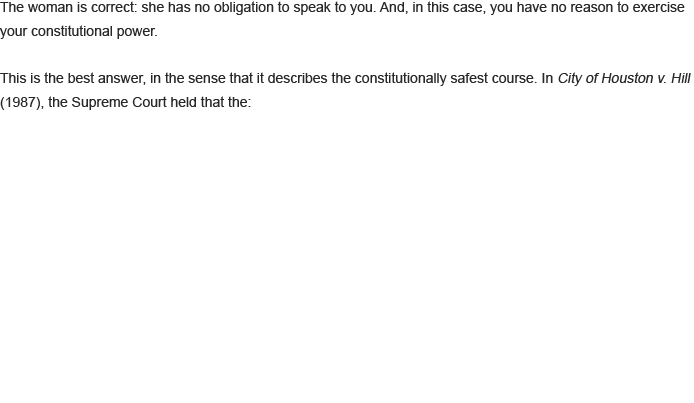 The woman is correct: she has no obligation to speak to you. And, in this case, you have no reason to exercise
your constitutional power.
This is the best answer, in the sense that it describes the constitutionally safest course. In City of Houston v. Hill
(1987), the Supreme Court held that the: